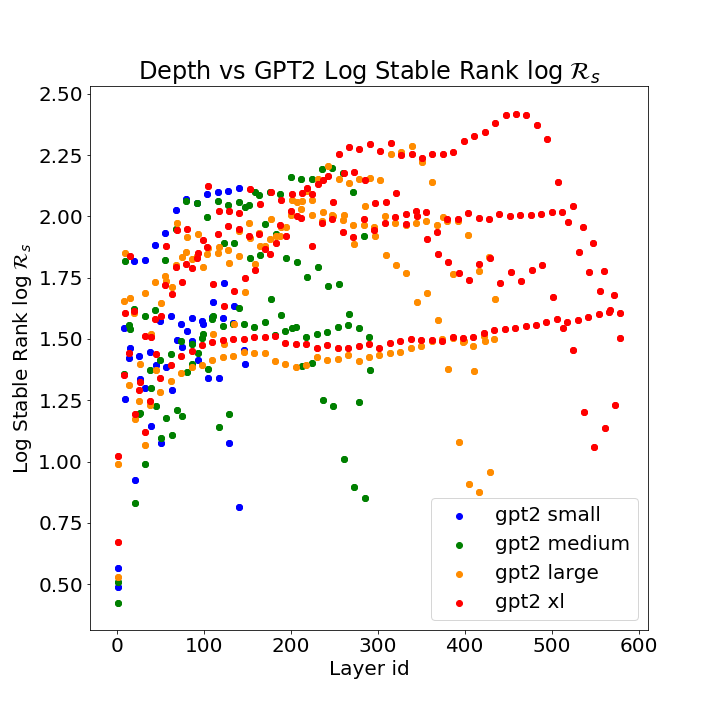 Depth vs GPT2 Log Stable Rank log ℛₛ
2.50
2.25
2.00
1.75
1.50
1.25
1.00
0.75
0.50
Log Stable Rank log ℛₛ
gpt2 small
gpt2 medium
gpt2 large
gpt2 xl
0 100 200 300 400 500 600
Layer id